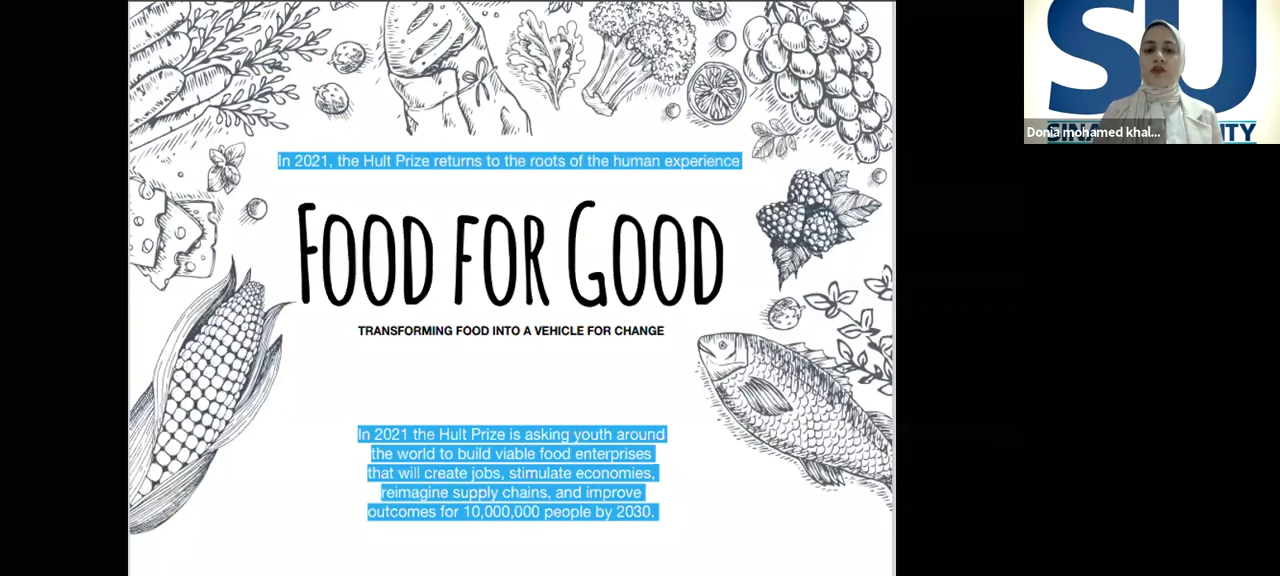 In 2021, the Hult Prize returns to the roots of the human experience
FOOD FOR GOOD
TRANSFORMING FOOD INTO A VEHICLE FOR CHANGE
In 2021 the Hult Prize is asking youth around
the world to build viable food enterprises
that will create jobs, stimulate economies,
reimagine supply chains, and improve
outcomes for 10,000,000 people by 2030.
SU
Donia mohamed khal...